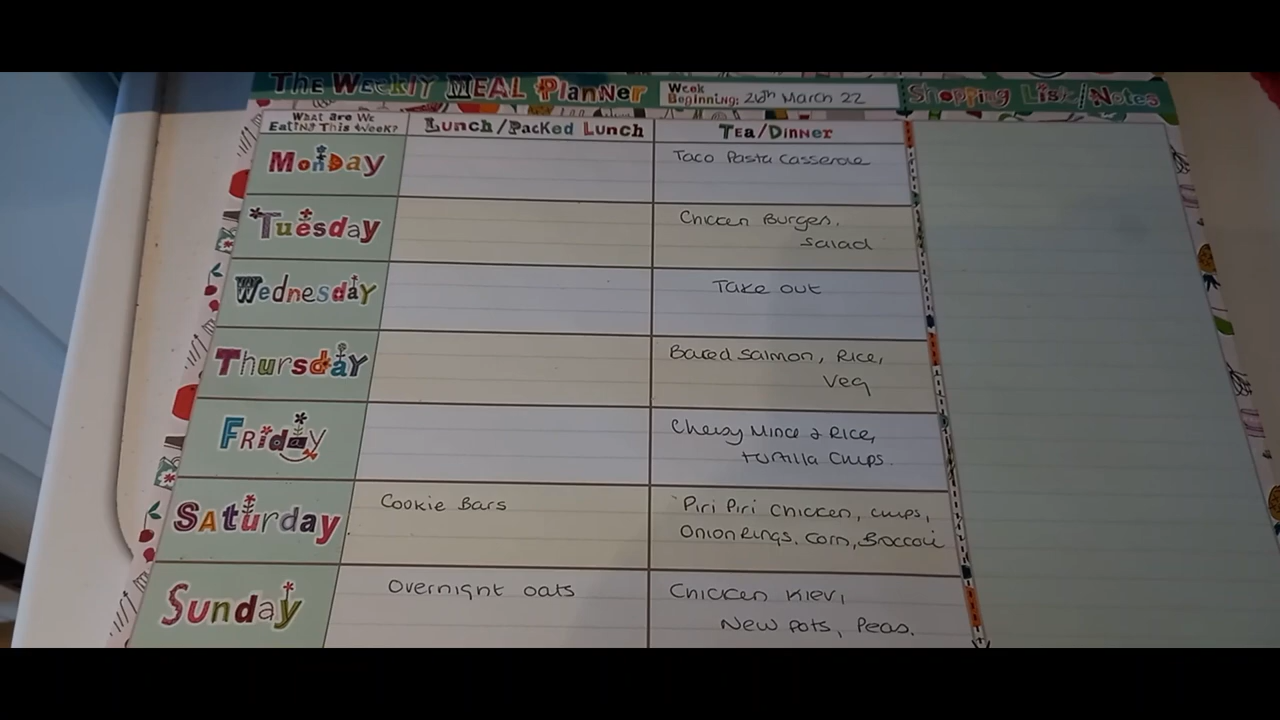 The Weekly Meal Planner
Week Beginning: 26th March 22
Shopping List/Notes
What are We Eating This Week?
Lunch/Packed Lunch
Tea/Dinner
Monday
Taco Pasta Casserole
Tuesday
Chicken Burger,
Salad
Wednesday
Take out
Thursday
Baked Salmon, Rice,
Veg
Friday
Cheesy Mince & Rice,
Tortilla Chips.
Saturday
Cookie Bars
Piri Piri Chicken, chips,
Onion Rings. Corn, Broccoli
Sunday
Overnight oats
Chicken Kiev,
New pots, Peas.